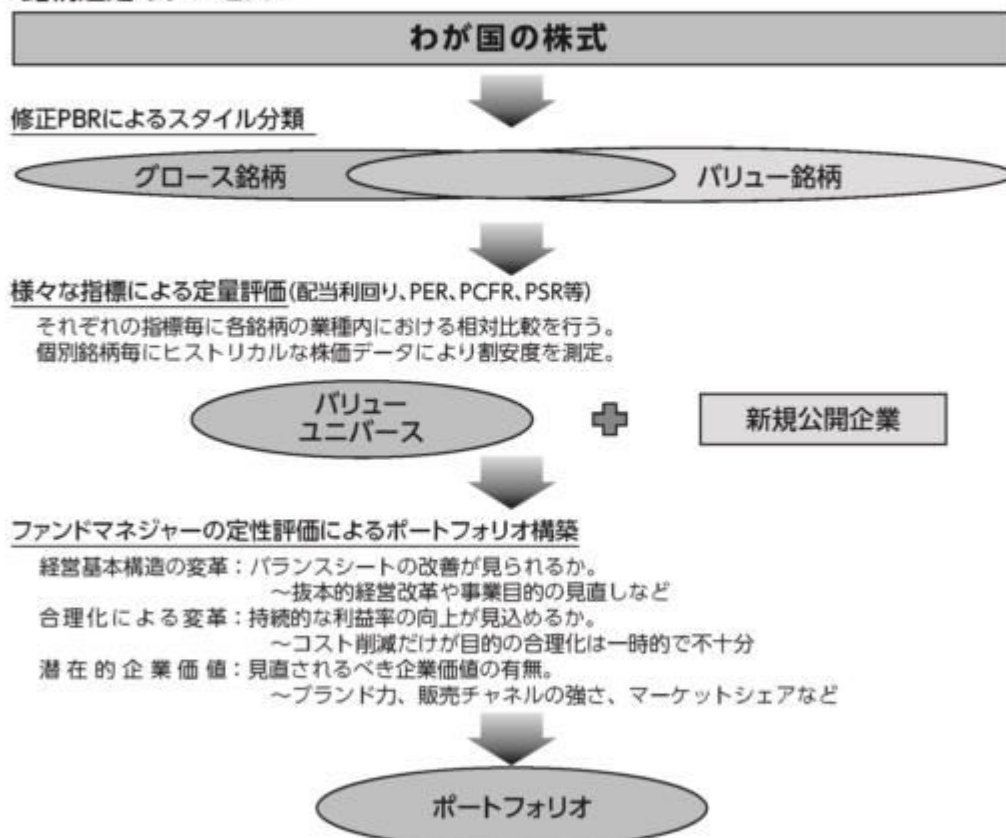 わが国の株式
修正PBRによるスタイル分類
グロース銘柄
バリュー銘柄
様々な指標による定量評価(配当利回り、PER、PCFR、PSR等)
それぞれの指標毎に各銘柄の業種内における相対比較を行う。
個別銘柄毎にヒストリカルな株価データにより割安度を測定。
バリュー
ユニバース
新規公開企業
ファンドマネジャーの定性評価によるポートフォリオ構築
経営基本構造の変革：バランスシートの改善が見られるか。
～抜本的経営改革や事業目的の見直しなど
合理化による変革：持続的な利益率の向上が見込めるか。
～コスト削減だけが目的の合理化は一時的で不十分
潜在的企業価値：見直されるべき企業価値の有無。
～ブランド力、販売チャネルの強さ、マーケットシェアなど
ポートフォリオ